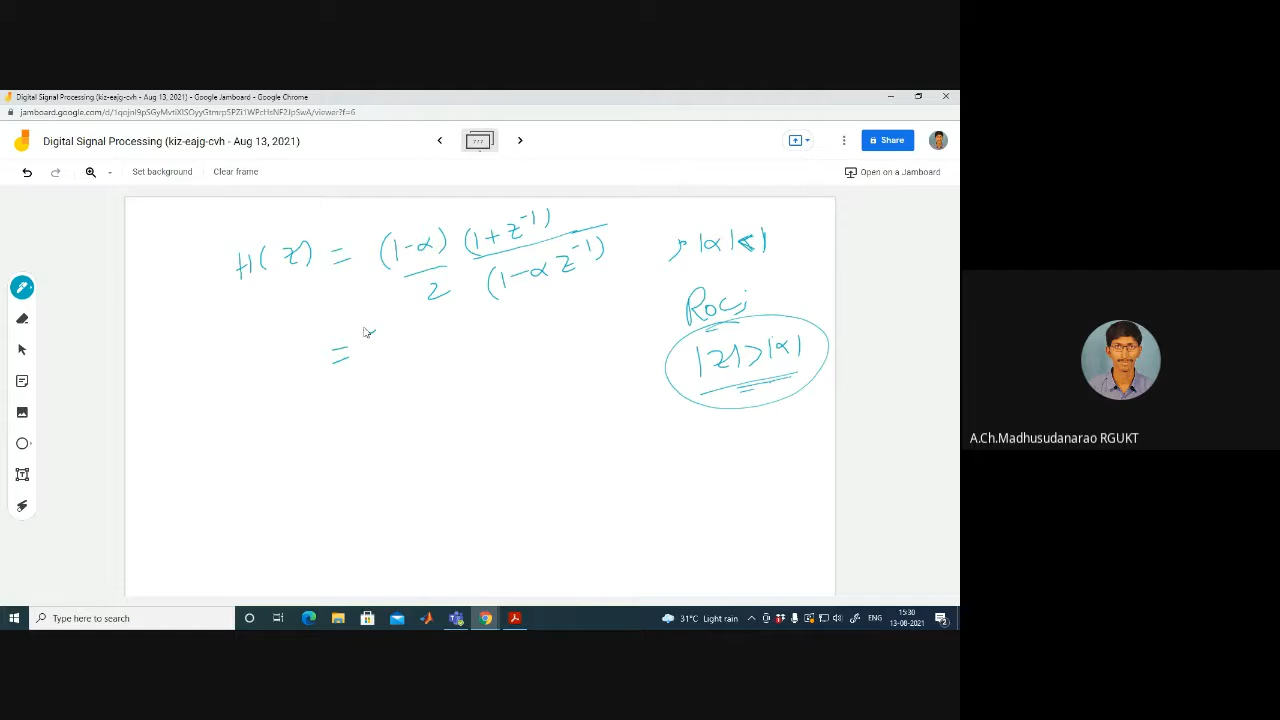 Digital Signal Processing (kiz-eajg-cvh - Aug 13, 2021) - Google Jamboard - Google Chrome
Digital Signal Processing (kiz-eajg-cvh - Aug 13, 2021)
Share
Set background
Clear frame
Open on a Jamboard
H(z) = (1-α)/2 (1+z⁻¹)/(1-αz⁻¹) , |α|<1
ROC;
|z|>|α|
=
A.Ch.Madhusudanarao RGUKT
Type here to search
31°C Light rain
ENG
15:30
13-08-2021
2